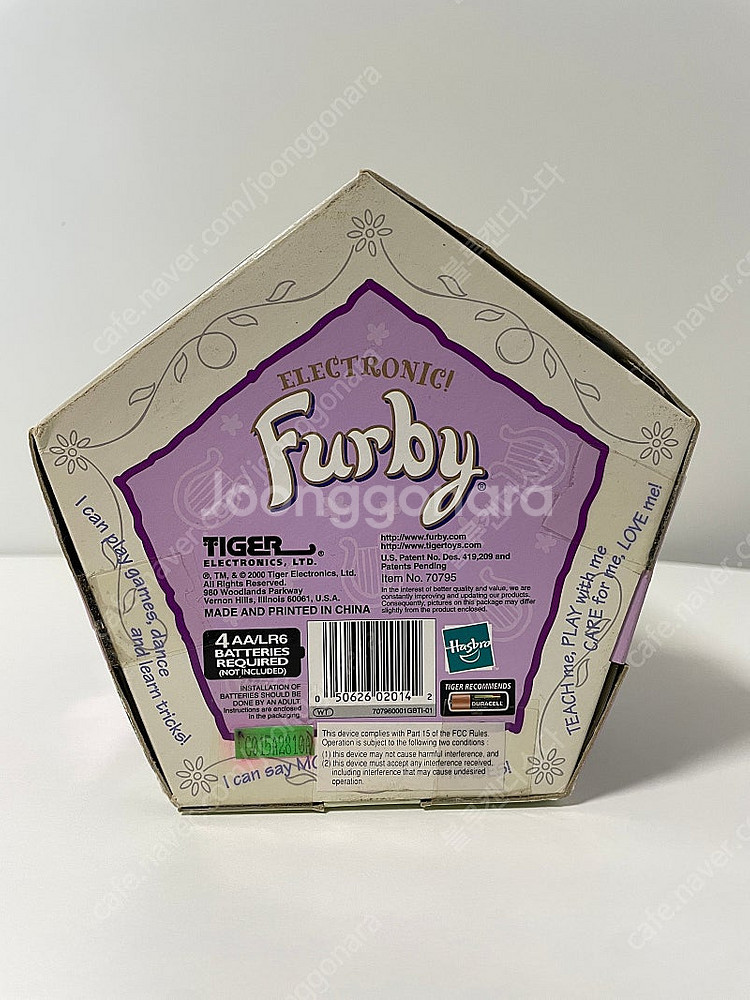 ELECTRONIC!
Furby®
Joonggonara
TIGER®
ELECTRONICS, LTD.
®, TM, & © 2000 Tiger Electronics, Ltd.
All Rights Reserved.
980 Woodlands Parkway
Vernon Hills, Illinois 60061, U.S.A.
MADE AND PRINTED IN CHINA
http://www.furby.com
http://www.tigertoys.com
U.S. Patent No. Des. 419,209 and
Patents Pending
Item No. 70795
In the interest of better quality and value, we are
constantly improving and updating our products.
Consequently, pictures on this package may differ
slightly from the product enclosed.
4 AA/LR6
BATTERIES
REQUIRED
(NOT INCLUDED)
INSTALLATION OF
BATTERIES SHOULD BE
DONE BY AN ADULT
Instructions are enclosed
in the packaging.
0 50626 02014 2
WT 707960001GBTI-01
Hasbro
TIGER RECOMMENDS
DURACELL
I can play games, dance
and learn tricks!
TEACH me, PLAY with me
CARE for me, LOVE me!
I can say
This device complies with Part 15 of the FCC Rules.
Operation is subject to the following two conditions :
(1) this device may not cause harmful interference, and
(2) this device must accept any interference received,
including interference that may cause undesired
operation.
cafe.naver.com/joonggonara